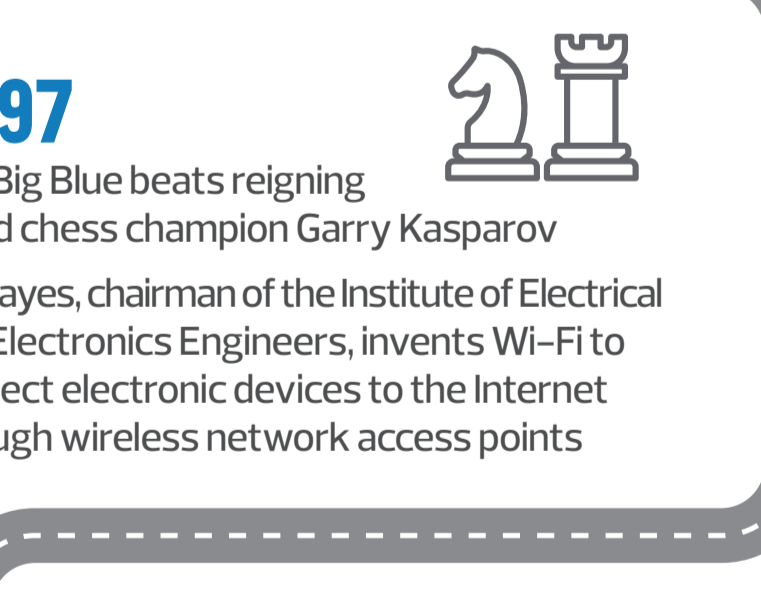 97
Big Blue beats reigning
d chess champion Garry Kasparov
ayes, chairman of the Institute of Electrical
Electronics Engineers, invents Wi-Fi to
ect electronic devices to the Internet
ugh wireless network access points